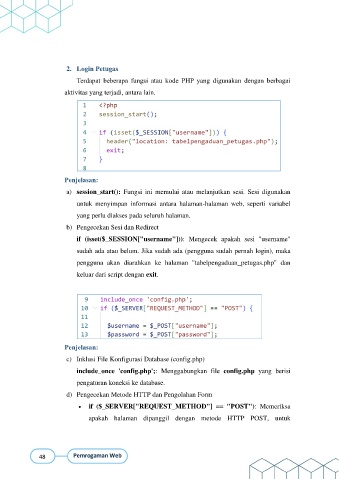 2. Login Petugas
Terdapat beberapa fungsi atau kode PHP yang digunakan dengan berbagai
aktivitas yang terjadi, antara lain.
1 <?php
2 session_start();
3
4 if (isset($_SESSION["username"])) {
5 header("location: tabelpengaduan_petugas.php");
6 exit;
7 }
8
Penjelasan:
a) session_start(): Fungsi ini memulai atau melanjutkan sesi. Sesi digunakan
untuk menyimpan informasi antara halaman-halaman web, seperti variabel
yang perlu diakses pada seluruh halaman.
b) Pengecekan Sesi dan Redirect
if (isset($_SESSION["username"])): Mengecek apakah sesi "username"
sudah ada atau belum. Jika sudah ada (pengguna sudah pernah login), maka
pengguna akan diarahkan ke halaman "tabelpengaduan_petugas.php" dan
keluar dari script dengan exit.
9 include_once 'config.php';
10 if ($_SERVER["REQUEST_METHOD"] == "POST") {
11
12 $username = $_POST["username"];
13 $password = $_POST["password"];
Penjelasan:
c) Inklusi File Konfigurasi Database (config.php)
include_once 'config.php';: Menggabungkan file config.php yang berisi
pengaturan koneksi ke database.
d) Pengecekan Metode HTTP dan Pengolahan Form
• if ($_SERVER["REQUEST_METHOD"] == "POST"): Memeriksa
apakah halaman dipanggil dengan metode HTTP POST, untuk
48 Pemrogaman Web